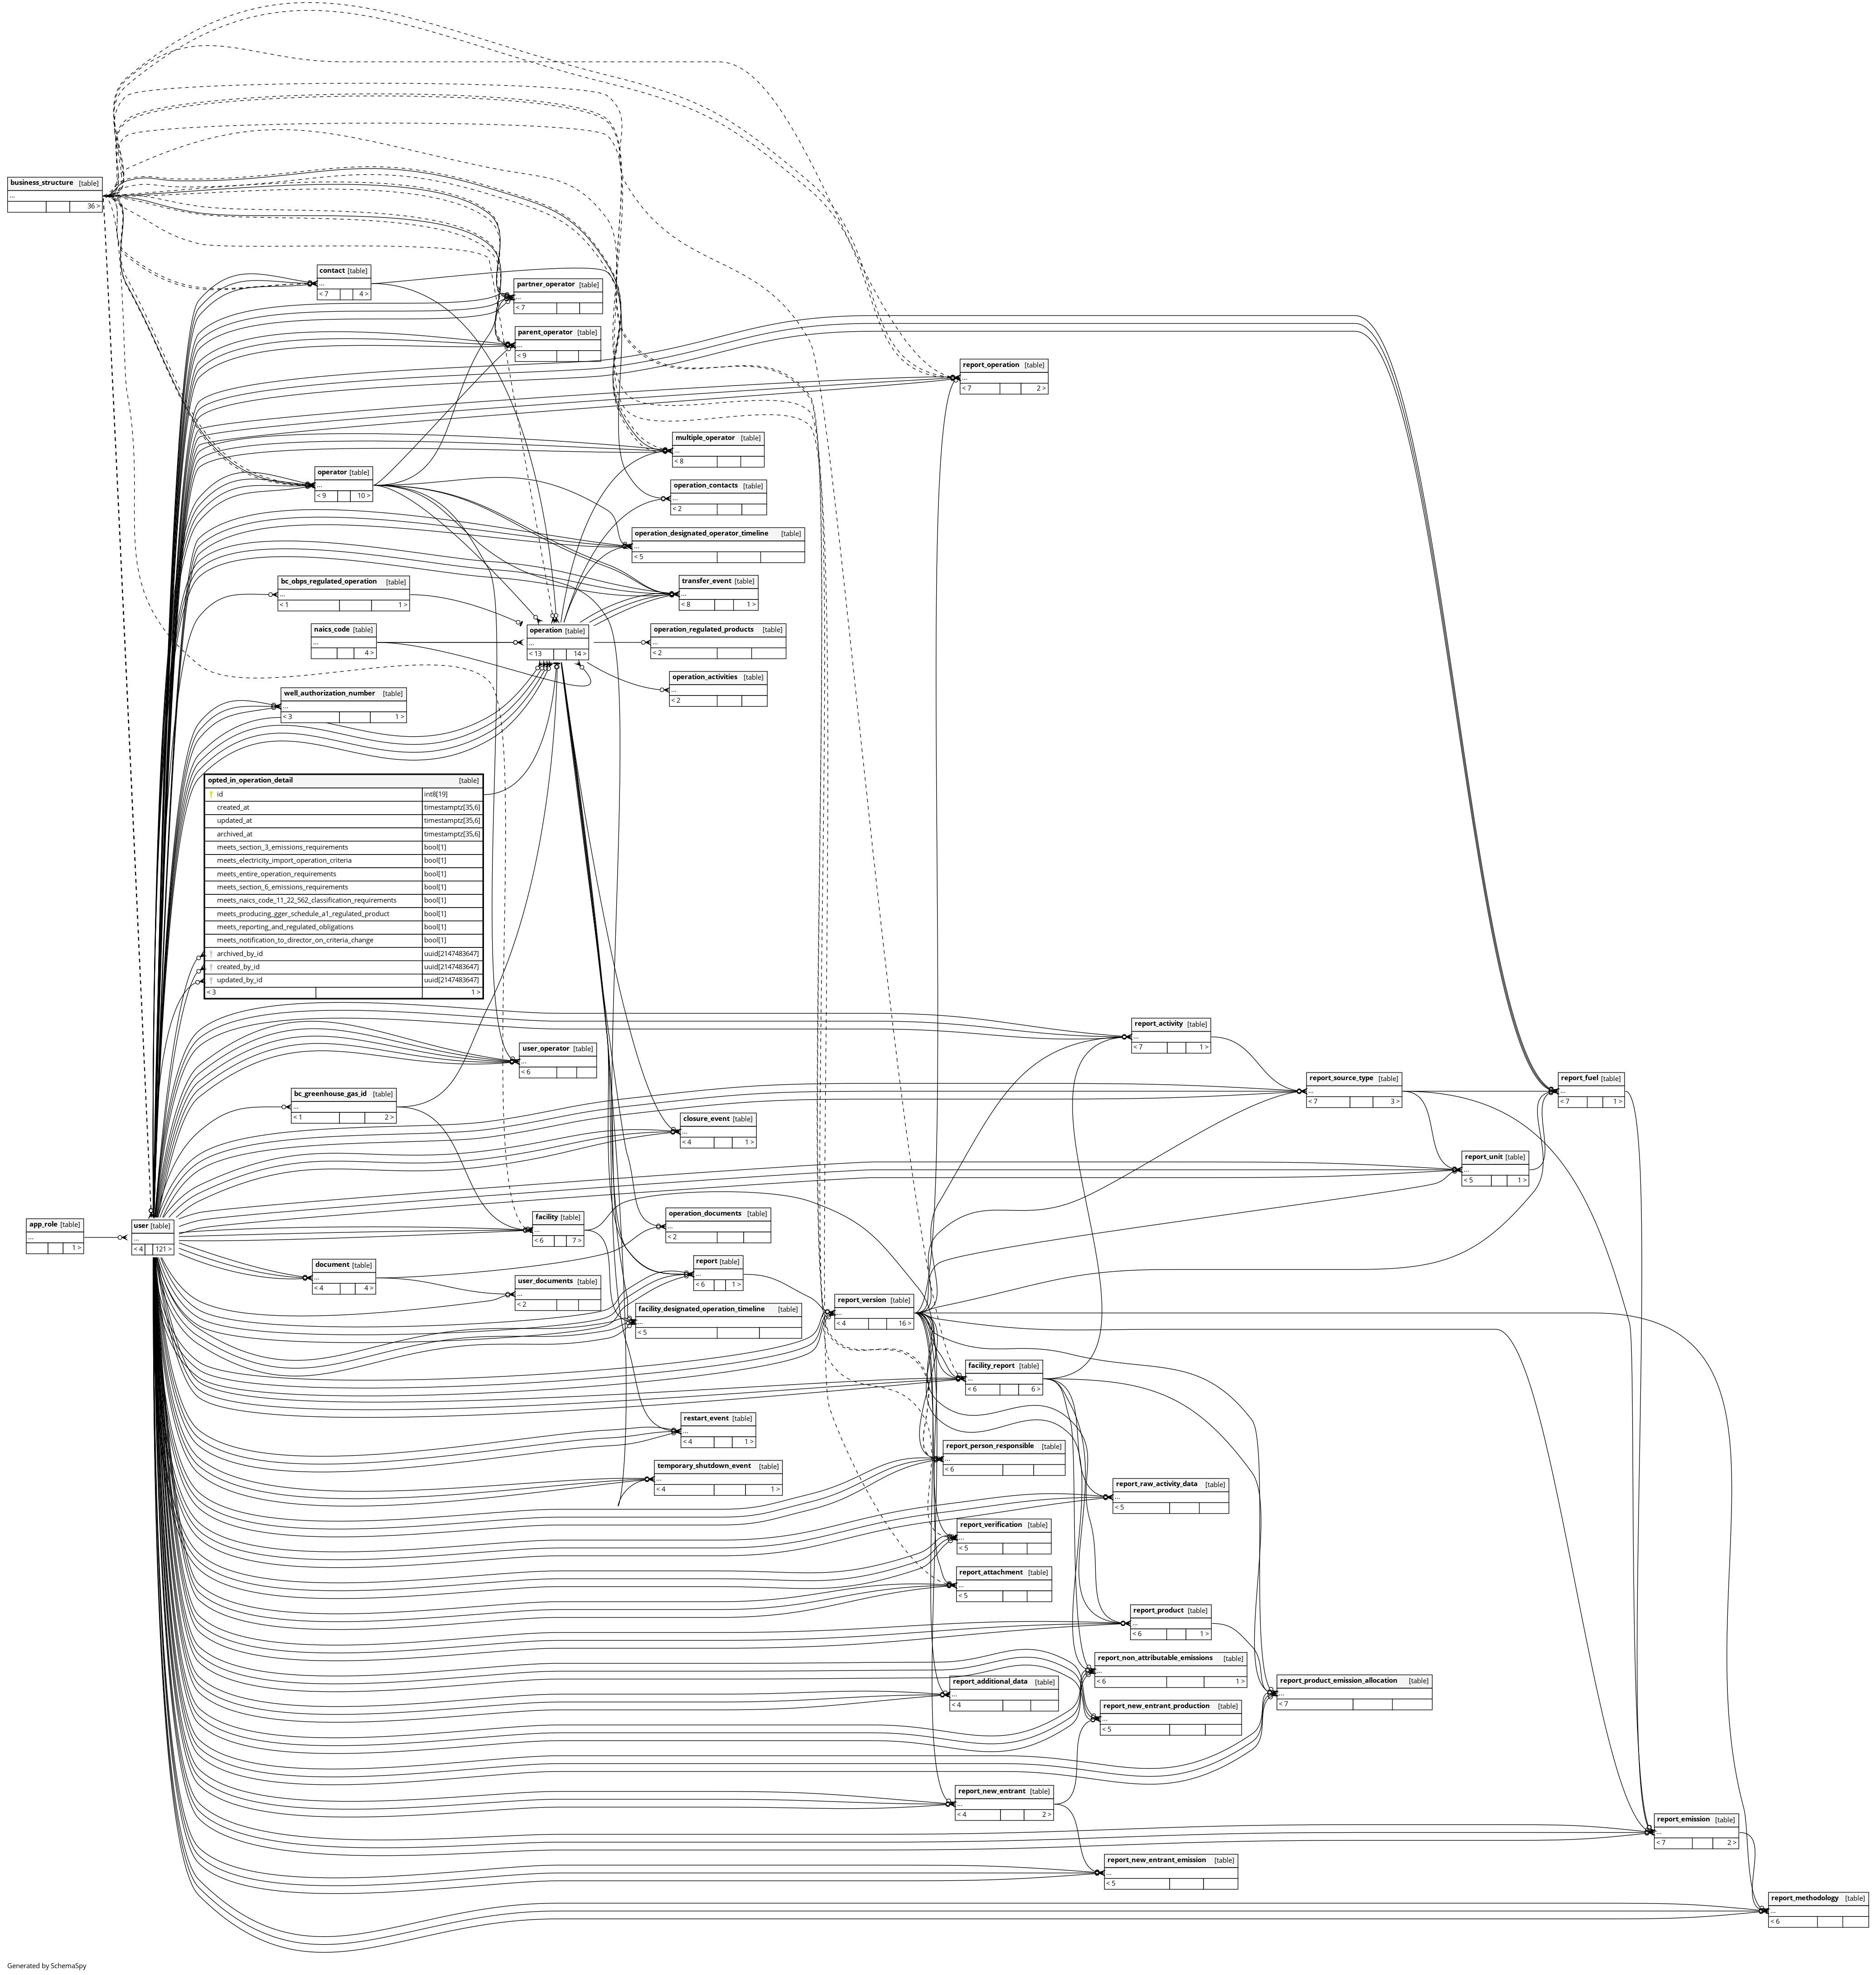 business_structure [table]
...
36 >
contact [table]
...
< 7 4 >
partner_operator [table]
...
< 7
parent_operator [table]
...
< 9
report_operation [table]
...
< 7 2 >
multiple_operator [table]
...
< 8
operator [table]
...
< 9 10 >
operation_contacts [table]
...
< 2
operation_designated_operator_timeline [table]
...
< 5
bc_obps_regulated_operation [table]
...
< 1 1 >
transfer_event [table]
...
< 8 1 >
naics_code [table]
...
4 >
operation [table]
...
< 13 14 >
operation_regulated_products [table]
...
< 2
operation_activities [table]
...
< 2
well_authorization_number [table]
...
< 3 1 >
opted_in_operation_detail [table]
id int8[19]
created_at timestamptz[35,6]
updated_at timestamptz[35,6]
archived_at timestamptz[35,6]
meets_section_3_emissions_requirements bool[1]
meets_electricity_import_operation_criteria bool[1]
meets_entire_operation_requirements bool[1]
meets_section_6_emissions_requirements bool[1]
meets_naics_code_11_22_562_classification_requirements bool[1]
meets_producing_gger_schedule_a1_regulated_product bool[1]
meets_reporting_and_regulated_obligations bool[1]
meets_notification_to_director_on_criteria_change bool[1]
archived_by_id uuid[2147483647]
created_by_id uuid[2147483647]
updated_by_id uuid[2147483647]
< 3 1 >
report_activity [table]
...
< 7 1 >
user_operator [table]
...
< 6
report_source_type [table]
...
< 7 3 >
report_fuel [table]
...
< 7 1 >
bc_greenhouse_gas_id [table]
...
< 1 2 >
closure_event [table]
...
< 4 1 >
report_unit [table]
...
< 5 1 >
app_role [table]
...
1 >
user [table]
...
< 4 121 >
facility [table]
...
< 6 7 >
operation_documents [table]
...
< 2
document [table]
...
< 4 4 >
report [table]
...
< 6 1 >
user_documents [table]
...
< 2
report_version [table]
...
< 4 16 >
facility_designated_operation_timeline [table]
...
< 5
facility_report [table]
...
< 6 6 >
restart_event [table]
...
< 4 1 >
report_person_responsible [table]
...
< 6
temporary_shutdown_event [table]
...
< 4 1 >
report_raw_activity_data [table]
...
< 5
report_verification [table]
...
< 5
report_attachment [table]
...
< 5
report_product [table]
...
< 6 1 >
report_non_attributable_emissions [table]
...
< 6 1 >
report_additional_data [table]
...
< 4
report_product_emission_allocation [table]
...
< 7
report_new_entrant_production [table]
...
< 5
report_new_entrant [table]
...
< 4 2 >
report_emission [table]
...
< 7 2 >
report_new_entrant_emission [table]
...
< 5
report_methodology [table]
...
< 6
Generated by SchemaSpy